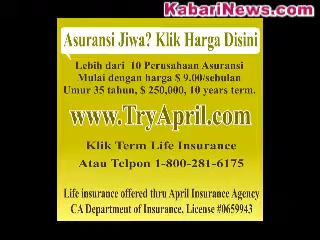 KabariNews.com
Asuransi Jiwa? Klik Harga Disini
Lebih dari 10 Perusahaan Asuransi
Mulai dengan harga $ 9.00/sebulan
Umur 35 tahun, $ 250,000, 10 years term.
www.TryApril.com
Klik Term Life Insurance
Atau Telpon 1-800-281-6175
Life insurance offered thru April Insurance Agency
CA Department of Insurance, License #0659943